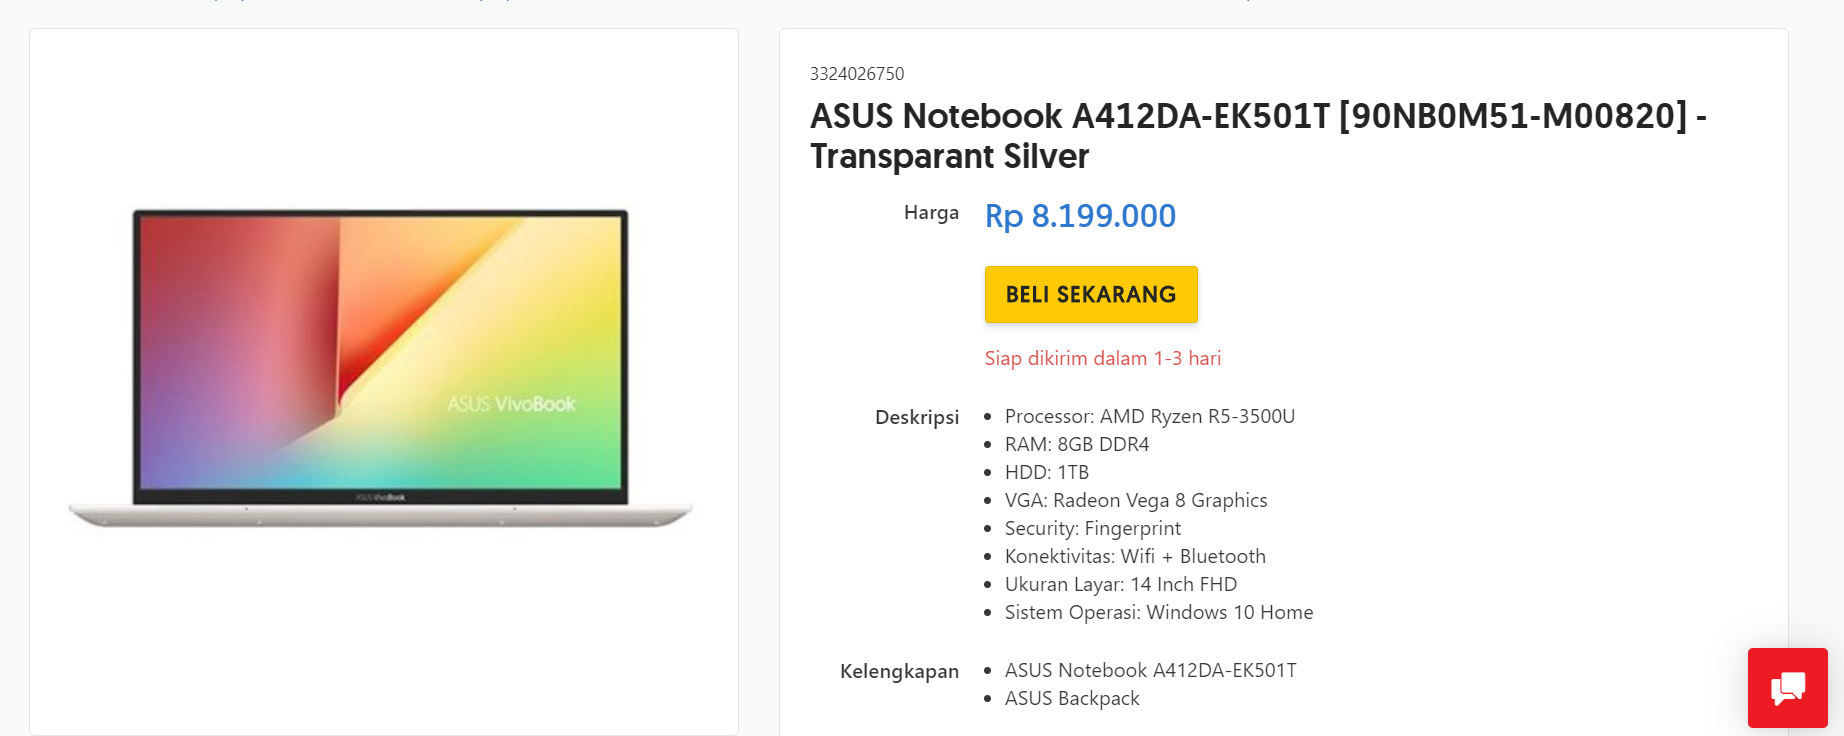 3324026750
ASUS Notebook A412DA-EK501T [90NB0M51-M00820] -
Transparant Silver
Harga
Rp 8.199.000
BELI SEKARANG
Siap dikirim dalam 1-3 hari
Deskripsi
Processor: AMD Ryzen R5-3500U
RAM: 8GB DDR4
HDD: 1TB
VGA: Radeon Vega 8 Graphics
Security: Fingerprint
Konektivitas: Wifi + Bluetooth
Ukuran Layar: 14 Inch FHD
Sistem Operasi: Windows 10 Home
Kelengkapan
ASUS Notebook A412DA-EK501T
ASUS Backpack
ASUS VivoBook
ASUS VivoBook